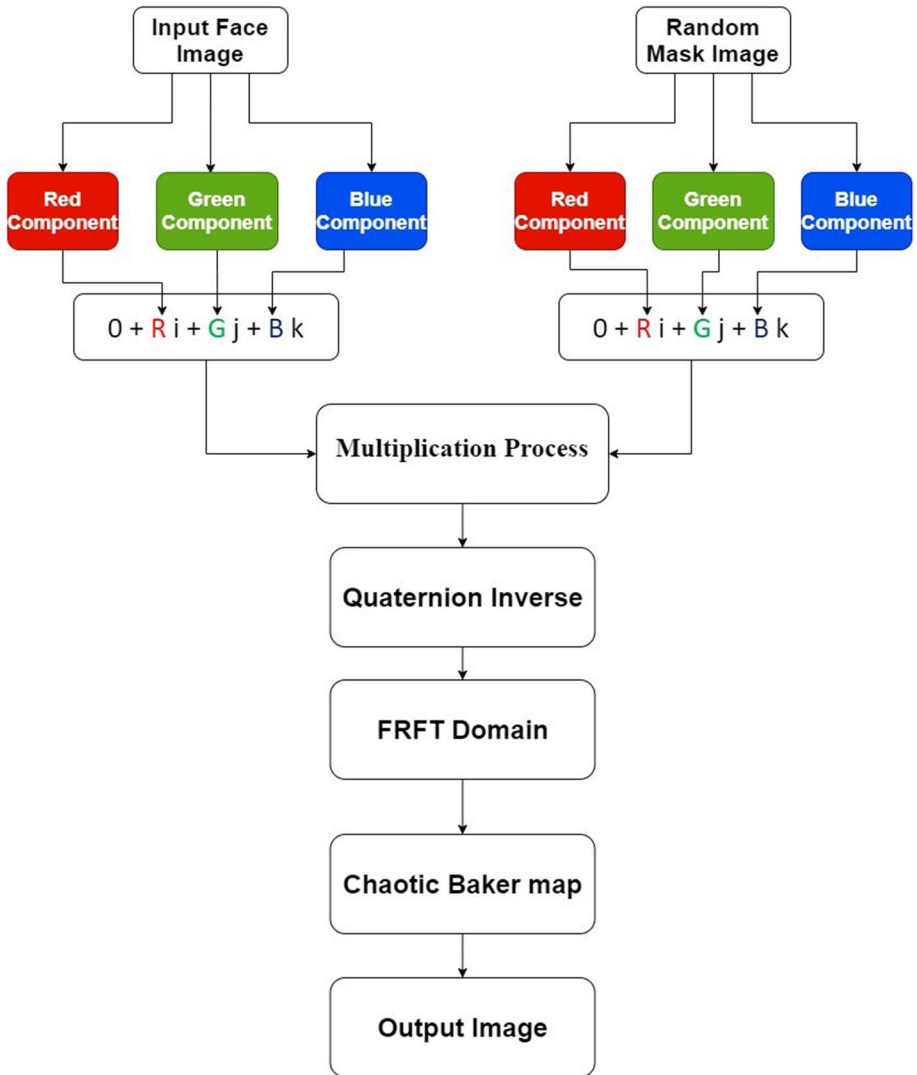 Input Face
Image
Random
Mask Image
Red
Component
Green
Component
Blue
Component
Red
Component
Green
Component
Blue
Component
0 + R i + G j + B k
0 + R i + G j + B k
Multiplication Process
Quaternion Inverse
FRFT Domain
Chaotic Baker map
Output Image